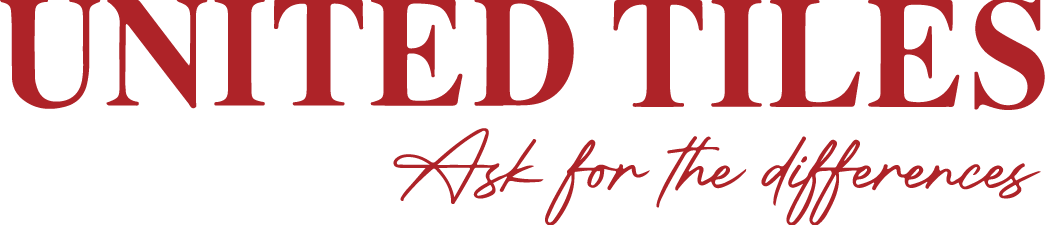 UNITED TILES
Ask for the differences